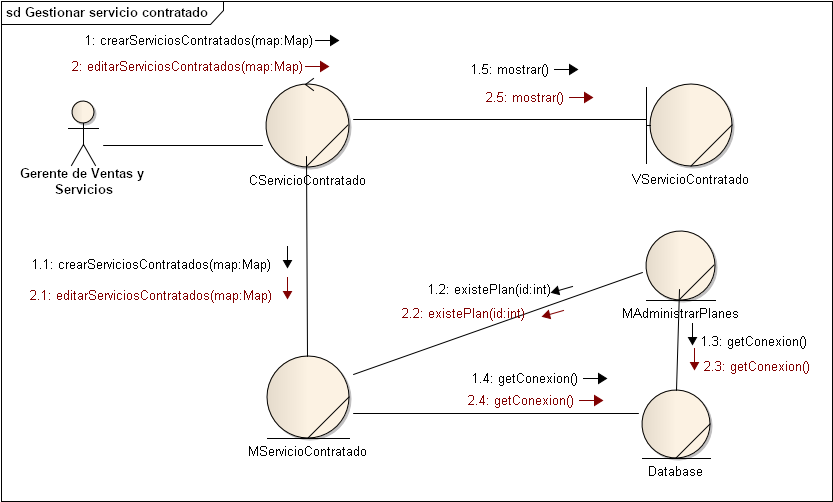 sd Gestionar servicio contratado
1: crearServiciosContratados(map:Map)
2: editarServiciosContratados(map:Map)
1.5: mostrar()
2.5: mostrar()
Gerente de Ventas y
Servicios
CServicioContratado
VServicioContratado
1.1: crearServiciosContratados(map:Map)
2.1: editarServiciosContratados(map:Map)
1.2: existePlan(id:int)
2.2: existePlan(id:int)
MAdministrarPlanes
1.3: getConexion()
2.3: getConexion()
1.4: getConexion()
2.4: getConexion()
MServicioContratado
Database